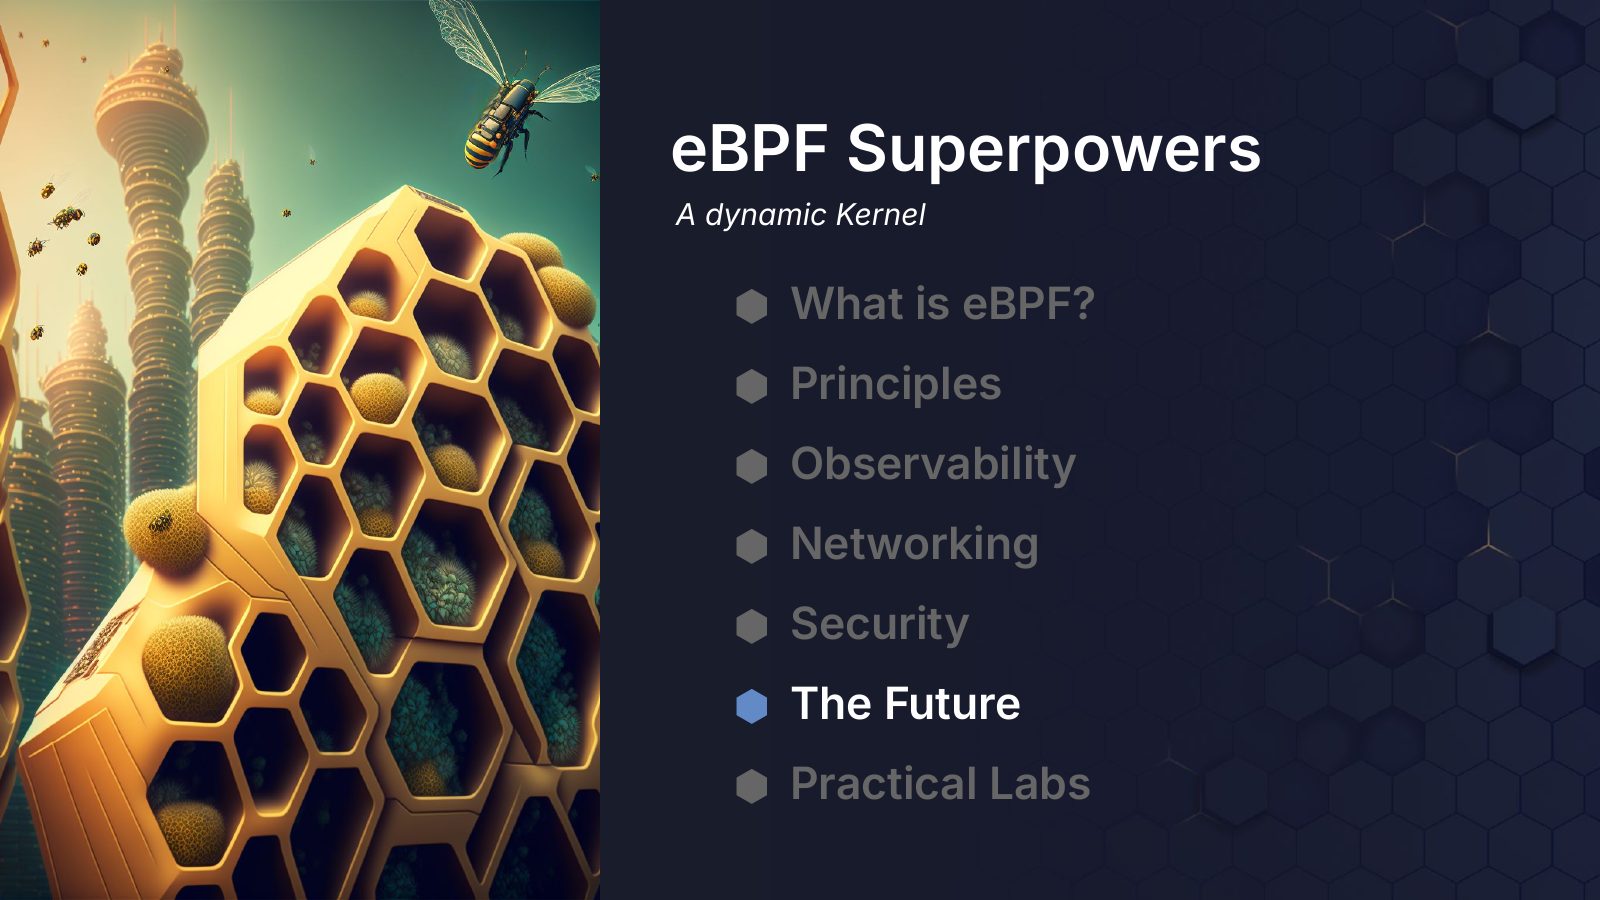 eBPF Superpowers
A dynamic Kernel
What is eBPF?
Principles
Observability
Networking
Security
The Future
Practical Labs